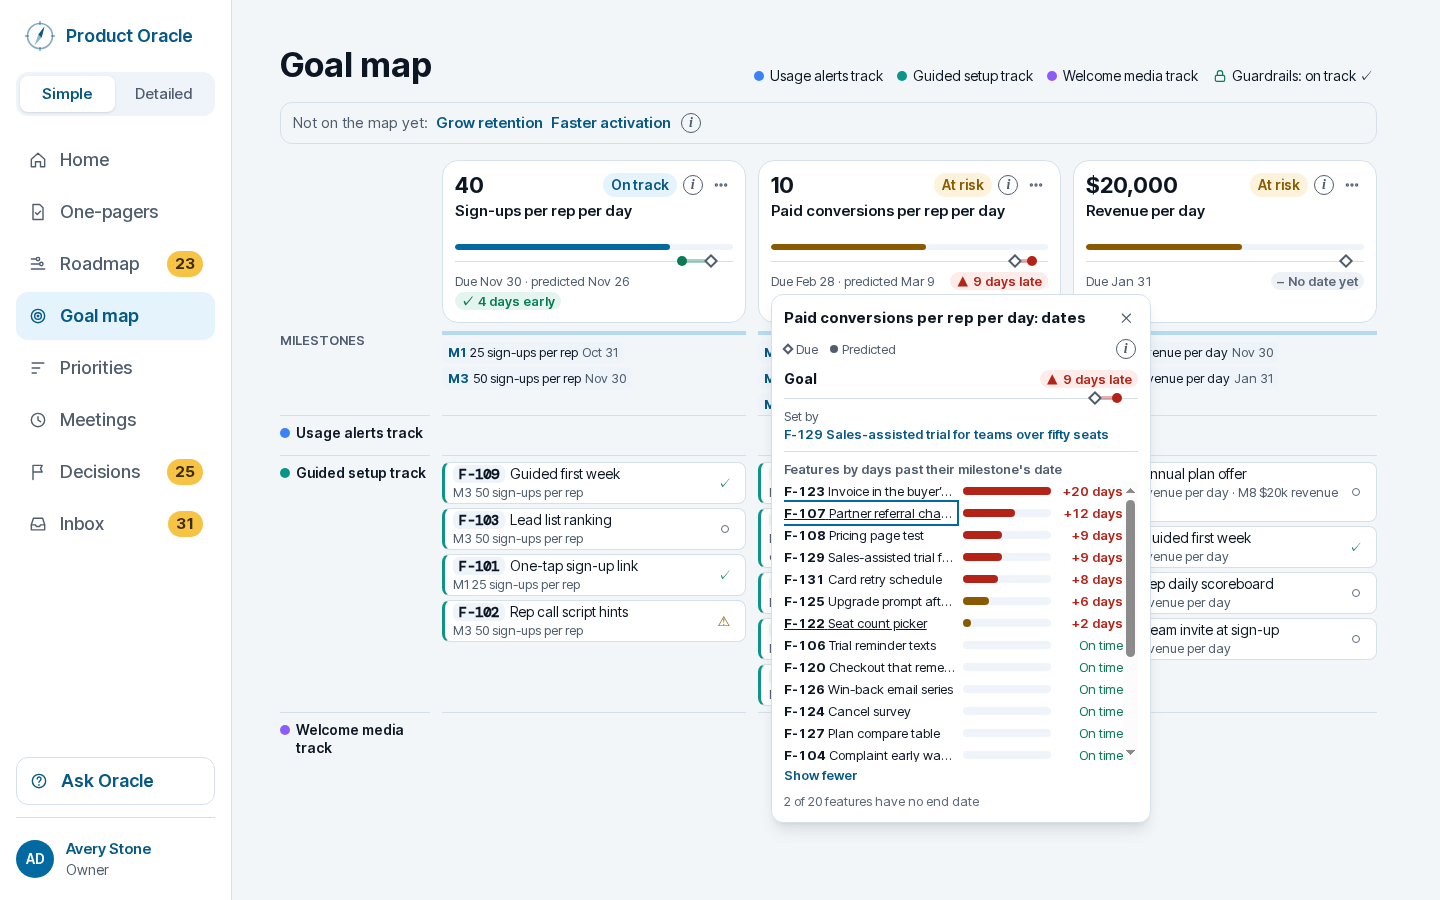 Product Oracle
Simple
Detailed
Home
One-pagers
Roadmap 23
Goal map
Priorities
Meetings
Decisions 25
Inbox 31
Ask Oracle
AD
Avery Stone
Owner
Goal map
Usage alerts track
Guided setup track
Welcome media track
Guardrails: on track ✓
Not on the map yet: Grow retention Faster activation i
40 On track i
Sign-ups per rep per day
Due Nov 30 · predicted Nov 26
✓ 4 days early
10 At risk i
Paid conversions per rep per day
Due Feb 28 · predicted Mar 9
▲ 9 days late
$20,000 At risk i
Revenue per day
Due Jan 31
– No date yet
MILESTONES
M1 25 sign-ups per rep Oct 31
M3 50 sign-ups per rep Nov 30
enue per day Nov 30
venue per day Jan 31
Usage alerts track
Guided setup track
F-109 Guided first week
M3 50 sign-ups per rep
F-103 Lead list ranking
M3 50 sign-ups per rep
F-101 One-tap sign-up link
M1 25 sign-ups per rep
F-102 Rep call script hints
M3 50 sign-ups per rep
nnual plan offer
venue per day · M8 $20k revenue
uided first week
venue per day
ep daily scoreboard
venue per day
eam invite at sign-up
venue per day
Welcome media
track
Paid conversions per rep per day: dates
Due
Predicted
i
Goal
▲ 9 days late
Set by
F-129 Sales-assisted trial for teams over fifty seats
Features by days past their milestone's date
F-123 Invoice in the buyer'… +20 days
F-107 Partner referral cha… +12 days
F-108 Pricing page test +9 days
F-129 Sales-assisted trial f… +9 days
F-131 Card retry schedule +8 days
F-125 Upgrade prompt aft… +6 days
F-122 Seat count picker +2 days
F-106 Trial reminder texts On time
F-120 Checkout that reme… On time
F-126 Win-back email series On time
F-124 Cancel survey On time
F-127 Plan compare table On time
F-104 Complaint early wa… On time
Show fewer
2 of 20 features have no end date